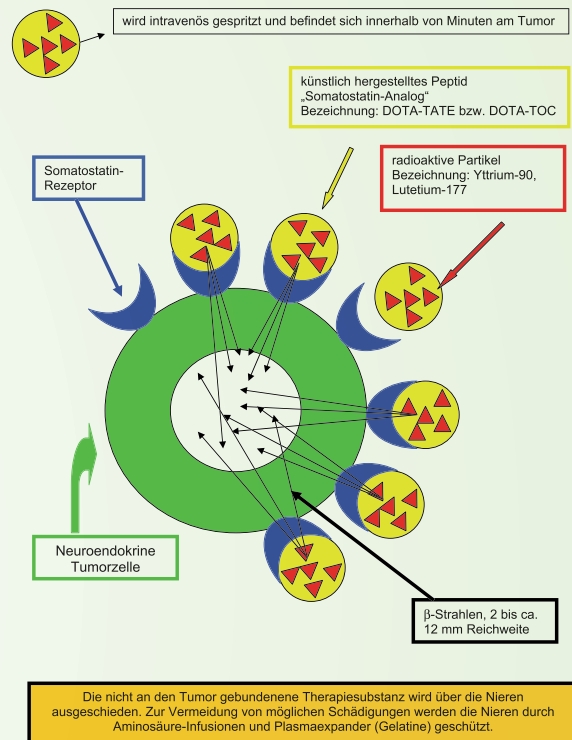 wird intravenös gespritzt und befindet sich innerhalb von Minuten am Tumor
künstlich hergestelltes Peptid
„Somatostatin-Analog“
Bezeichnung: DOTA-TATE bzw. DOTA-TOC
Somatostatin-
Rezeptor
radioaktive Partikel
Bezeichnung: Yttrium-90,
Lutetium-177
Neuroendokrine
Tumorzelle
β-Strahlen, 2 bis ca.
12 mm Reichweite
Die nicht an den Tumor gebundenene Therapiesubstanz wird über die Nieren
ausgeschieden. Zur Vermeidung von möglichen Schädigungen werden die Nieren durch
Aminosäure-Infusionen und Plasmaexpander (Gelatine) geschützt.